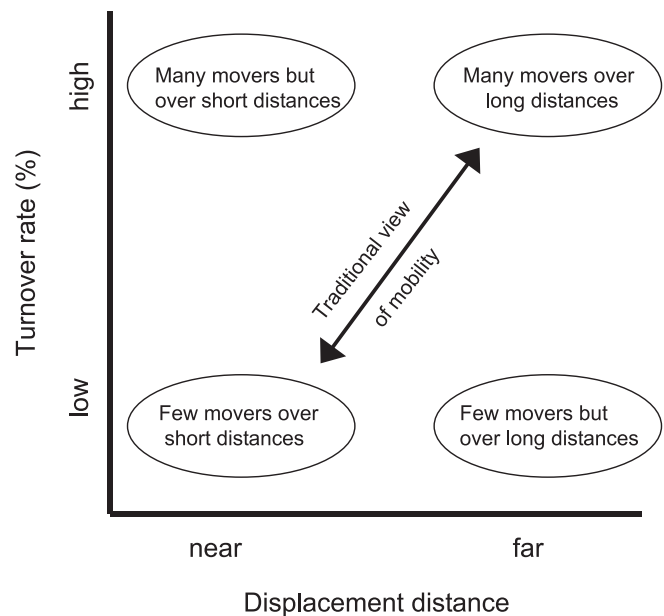 Turnover rate (%)
high
low
Many movers but
over short distances
Many movers over
long distances
Traditional view
of mobility
Few movers over
short distances
Few movers but
over long distances
near
far
Displacement distance